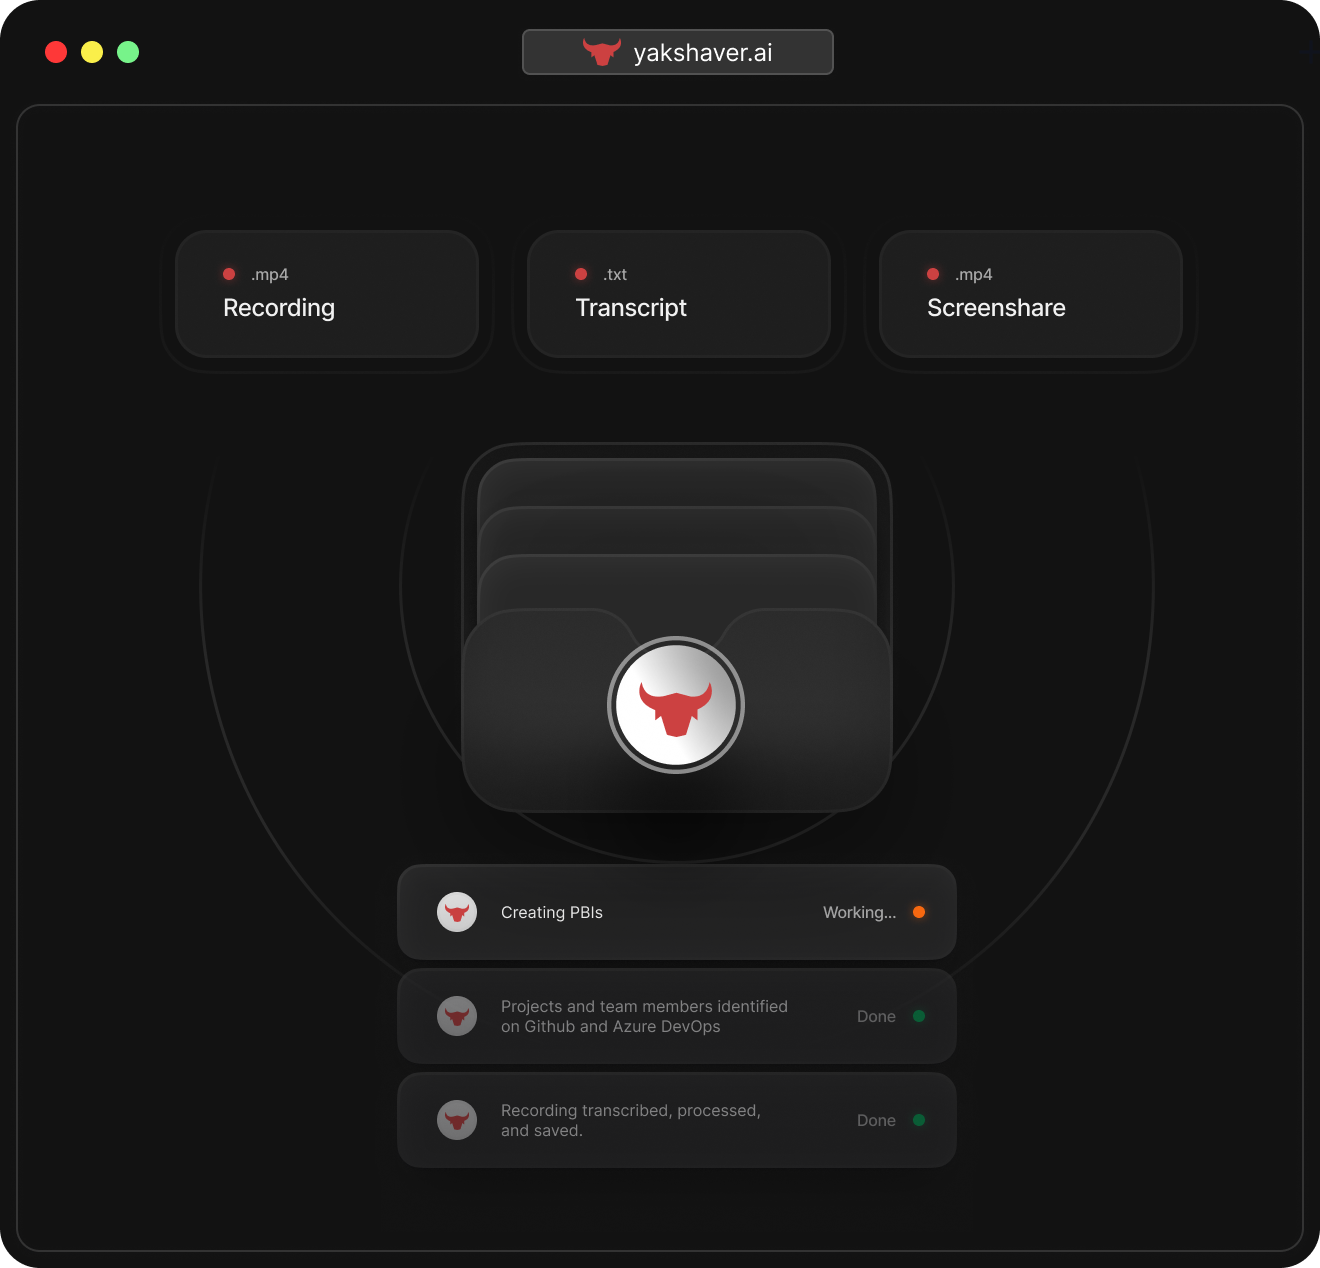 yakshaver.ai
.mp4
Recording
.txt
Transcript
.mp4
Screenshare
Creating PBIs
Working...
Projects and team members identified
on Github and Azure DevOps
Done
Recording transcribed, processed,
and saved.
Done